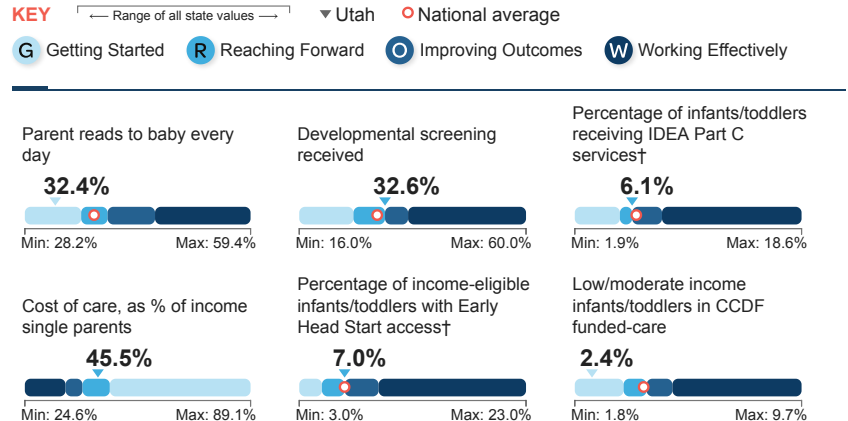 KEY
Range of all state values
Utah
National average
G Getting Started
R Reaching Forward
O Improving Outcomes
W Working Effectively
Parent reads to baby every
day
32.4%
Min: 28.2%
Max: 59.4%
Developmental screening
received
32.6%
Min: 16.0%
Max: 60.0%
Percentage of infants/toddlers
receiving IDEA Part C
services†
6.1%
Min: 1.9%
Max: 18.6%
Cost of care, as % of income
single parents
45.5%
Min: 24.6%
Max: 89.1%
Percentage of income-eligible
infants/toddlers with Early
Head Start access†
7.0%
Min: 3.0%
Max: 23.0%
Low/moderate income
infants/toddlers in CCDF
funded-care
2.4%
Min: 1.8%
Max: 9.7%